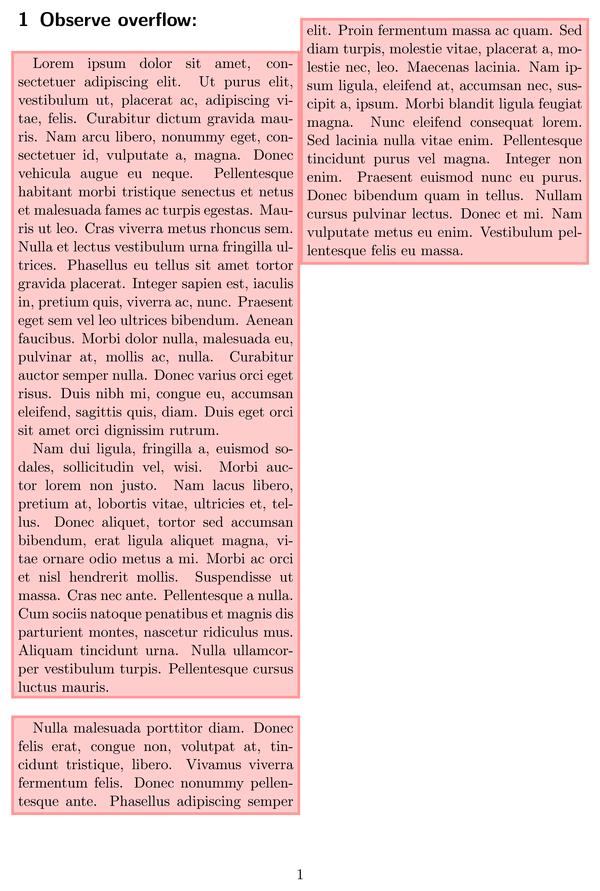 1 Observe overflow:
Lorem ipsum dolor sit amet, con-
sectetuer adipiscing elit. Ut purus elit,
vestibulum ut, placerat ac, adipiscing vi-
tae, felis. Curabitur dictum gravida mau-
ris. Nam arcu libero, nonummy eget, con-
sectetuer id, vulputate a, magna. Donec
vehicula augue eu neque. Pellentesque
habitant morbi tristique senectus et netus
et malesuada fames ac turpis egestas. Mau-
ris ut leo. Cras viverra metus rhoncus sem.
Nulla et lectus vestibulum urna fringilla ul-
trices. Phasellus eu tellus sit amet tortor
gravida placerat. Integer sapien est, iaculis
in, pretium quis, viverra ac, nunc. Praesent
eget sem vel leo ultrices bibendum. Aenean
faucibus. Morbi dolor nulla, malesuada eu,
pulvinar at, mollis ac, nulla. Curabitur
auctor semper nulla. Donec varius orci eget
risus. Duis nibh mi, congue eu, accumsan
eleifend, sagittis quis, diam. Duis eget orci
sit amet orci dignissim rutrum.
Nam dui ligula, fringilla a, euismod so-
dales, sollicitudin vel, wisi. Morbi auc-
tor lorem non justo. Nam lacus libero,
pretium at, lobortis vitae, ultricies et, tel-
lus. Donec aliquet, tortor sed accumsan
bibendum, erat ligula aliquet magna, vi-
tae ornare odio metus a mi. Morbi ac orci
et nisl hendrerit mollis. Suspendisse ut
massa. Cras nec ante. Pellentesque a nulla.
Cum sociis natoque penatibus et magnis dis
parturient montes, nascetur ridiculus mus.
Aliquam tincidunt urna. Nulla ullamcor-
per vestibulum turpis. Pellentesque cursus
luctus mauris.
Nulla malesuada porttitor diam. Donec
felis erat, congue non, volutpat at, tin-
cidunt tristique, libero. Vivamus viverra
fermentum felis. Donec nonummy pellen-
tesque ante. Phasellus adipiscing semper
elit. Proin fermentum massa ac quam. Sed
diam turpis, molestie vitae, placerat a, mo-
lestie nec, leo. Maecenas lacinia. Nam ip-
sum ligula, eleifend at, accumsan nec, sus-
cipit a, ipsum. Morbi blandit ligula feugiat
magna. Nunc eleifend consequat lorem.
Sed lacinia nulla vitae enim. Pellentesque
tincidunt purus vel magna. Integer non
enim. Praesent euismod nunc eu purus.
Donec bibendum quam in tellus. Nullam
cursus pulvinar lectus. Donec et mi. Nam
vulputate metus eu enim. Vestibulum pel-
lentesque felis eu massa.
1